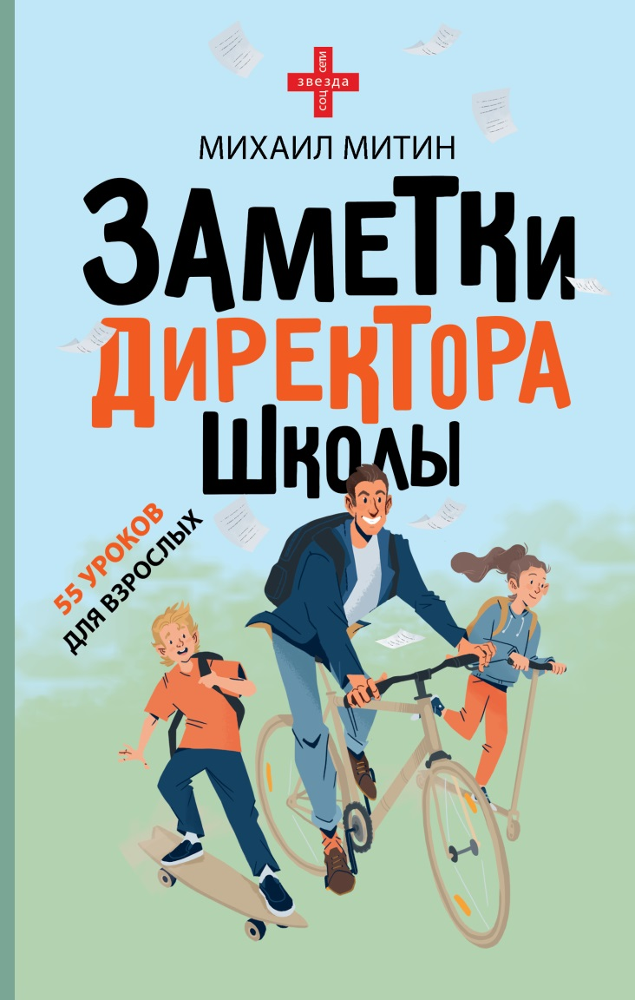 сети
звезда
соц
МИХАИЛ МИТИН
ЗАМЕТКИ
ДИРЕКТОРА
ШКОЛЫ
55 УРОКОВ
ДЛЯ ВЗРОСЛЫХ